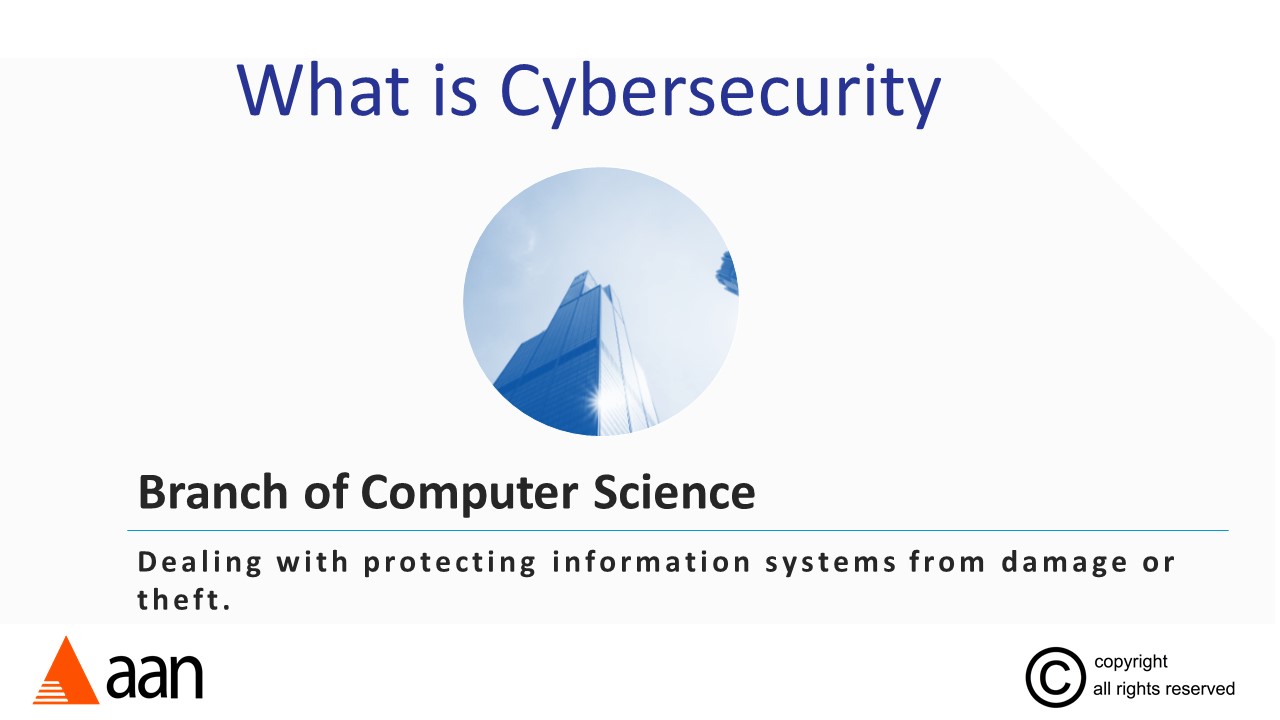 What is Cybersecurity
Branch of Computer Science
Dealing with protecting information systems from damage or
theft.
aan
©
copyright
all rights reserved